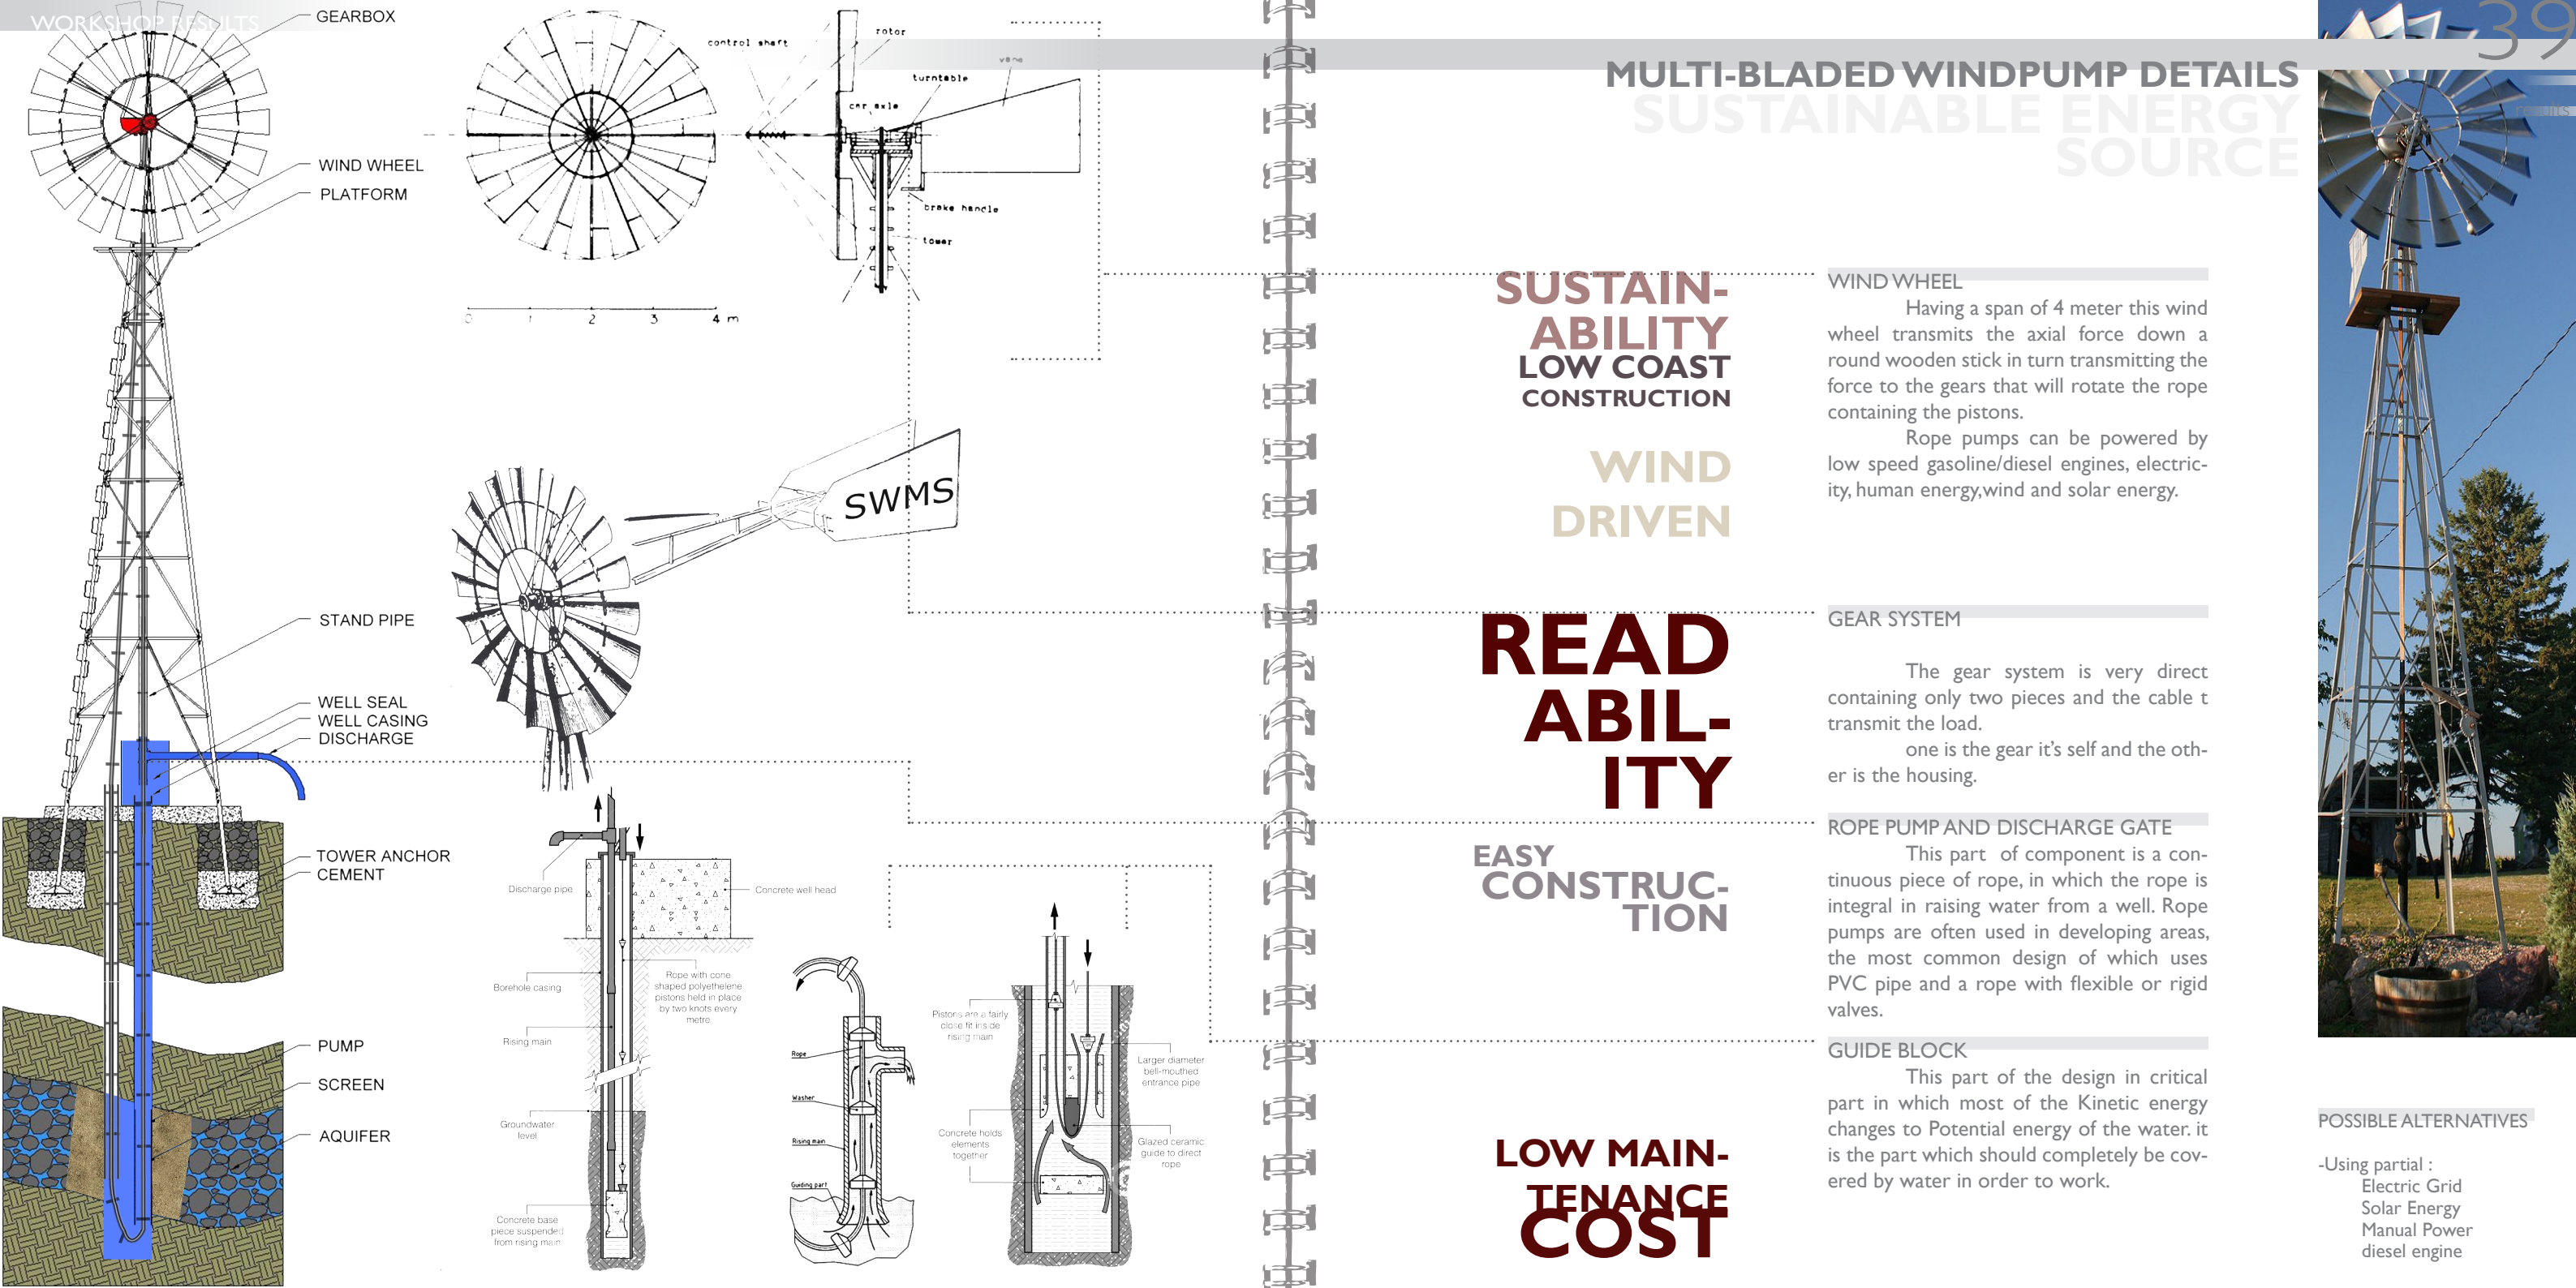 WORKSHOP RESULTS
GEARBOX
WIND WHEEL
PLATFORM
STAND PIPE
WELL SEAL
WELL CASING
DISCHARGE
TOWER ANCHOR
CEMENT
PUMP
SCREEN
AQUIFER
control shaft
rotor
vane
turntable
car axle
brake handle
tower
0 1 2 3 4 m
SWMS
Discharge pipe
Concrete well head
Borehole casing
Rope with cone
shaped polyethelene
pistons held in place
by two knots every
metre
Rising main
Groundwater
level
Concrete base
piece suspended
from rising main
Rope
Washer
Rising main
Guiding part
Pistons are a fairly
close fit inside
rising main
Larger diameter
bell-mouthed
entrance pipe
Concrete holds
elements
together
Glazed ceramic
guide to direct
rope
39
MULTI-BLADED WINDPUMP DETAILS
SUSTAINABLE ENERGY
SOURCE
SUSTAIN-
ABILITY
LOW COAST
CONSTRUCTION
WIND
DRIVEN
READ
ABIL-
ITY
EASY
CONSTRUC-
TION
LOW MAIN-
TENANCE
COST
WIND WHEEL
Having a span of 4 meter this wind
wheel transmits the axial force down a
round wooden stick in turn transmitting the
force to the gears that will rotate the rope
containing the pistons.
Rope pumps can be powered by
low speed gasoline/diesel engines, electric-
ity, human energy,wind and solar energy.
GEAR SYSTEM
The gear system is very direct
containing only two pieces and the cable t
transmit the load.
one is the gear it's self and the oth-
er is the housing.
ROPE PUMP AND DISCHARGE GATE
This part of component is a con-
tinuous piece of rope, in which the rope is
integral in raising water from a well. Rope
pumps are often used in developing areas,
the most common design of which uses
PVC pipe and a rope with flexible or rigid
valves.
GUIDE BLOCK
This part of the design in critical
part in which most of the Kinetic energy
changes to Potential energy of the water. it
is the part which should completely be cov-
ered by water in order to work.
POSSIBLE ALTERNATIVES
-Using partial :
Electric Grid
Solar Energy
Manual Power
diesel engine